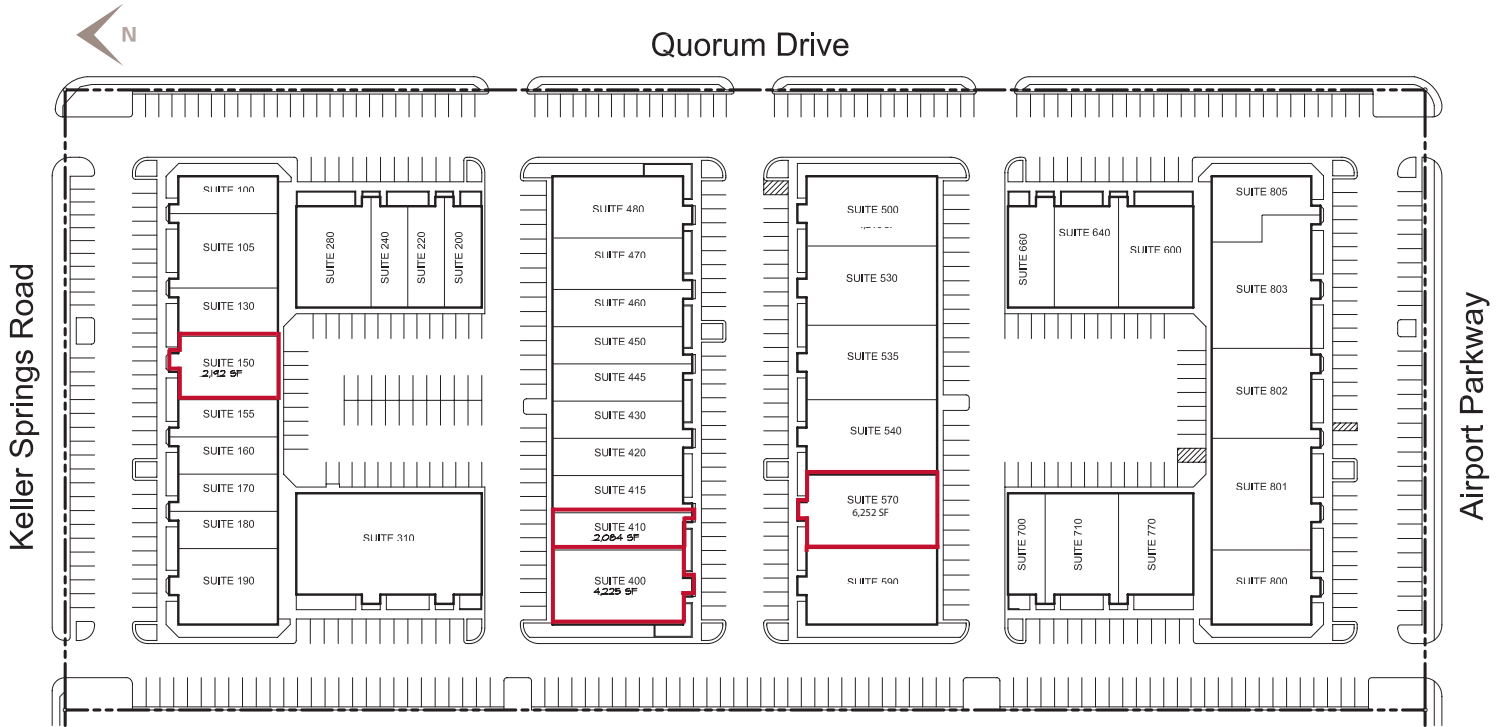 N
Quorum Drive
Keller Springs Road
Airport Parkway
SUITE 100
SUITE 105
SUITE 130
SUITE 150
2,192 SF
SUITE 155
SUITE 160
SUITE 170
SUITE 180
SUITE 190
SUITE 280
SUITE 240
SUITE 220
SUITE 200
SUITE 310
SUITE 480
SUITE 470
SUITE 460
SUITE 450
SUITE 445
SUITE 430
SUITE 420
SUITE 415
SUITE 410
2,084 SF
SUITE 400
4,225 SF
SUITE 500
SUITE 530
SUITE 535
SUITE 540
SUITE 570
6,252 SF
SUITE 590
SUITE 660
SUITE 640
SUITE 600
SUITE 700
SUITE 710
SUITE 770
SUITE 805
SUITE 803
SUITE 802
SUITE 801
SUITE 800